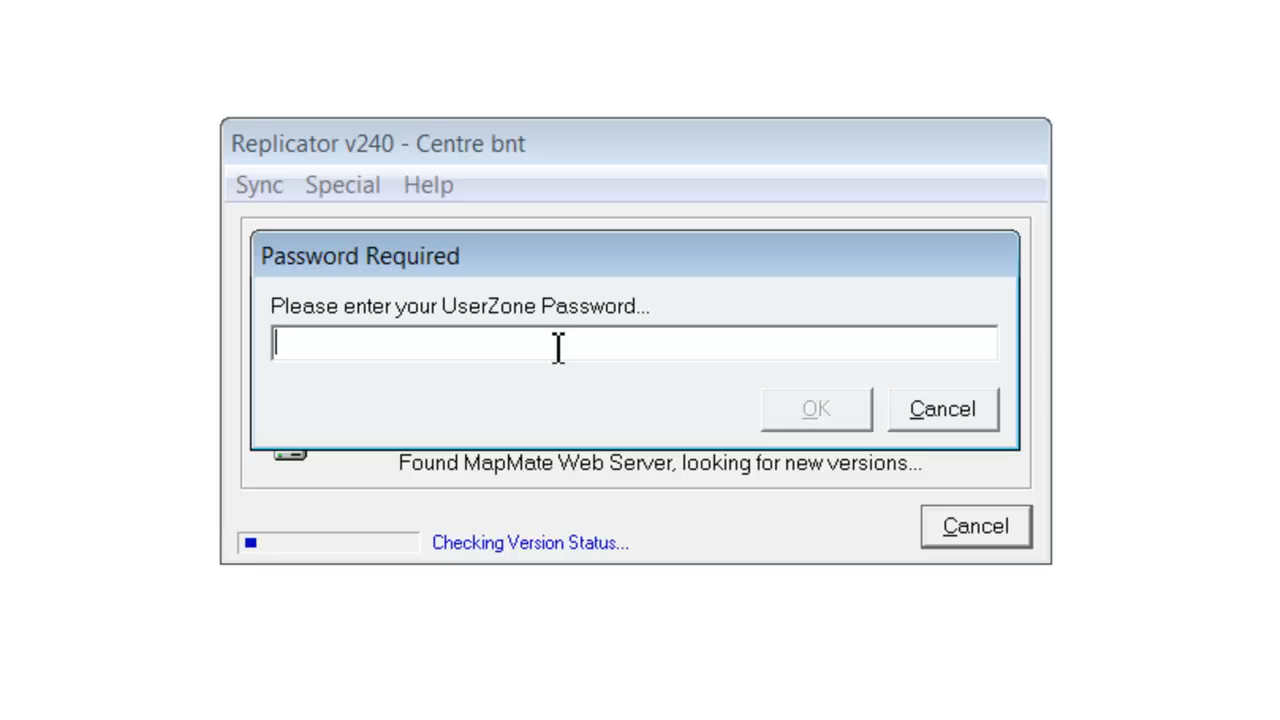 Replicator v240 - Centre bnt
Sync Special Help
Password Required
Please enter your UserZone Password...
OK Cancel
Found MapMate Web Server, looking for new versions...
Cancel
Checking Version Status...